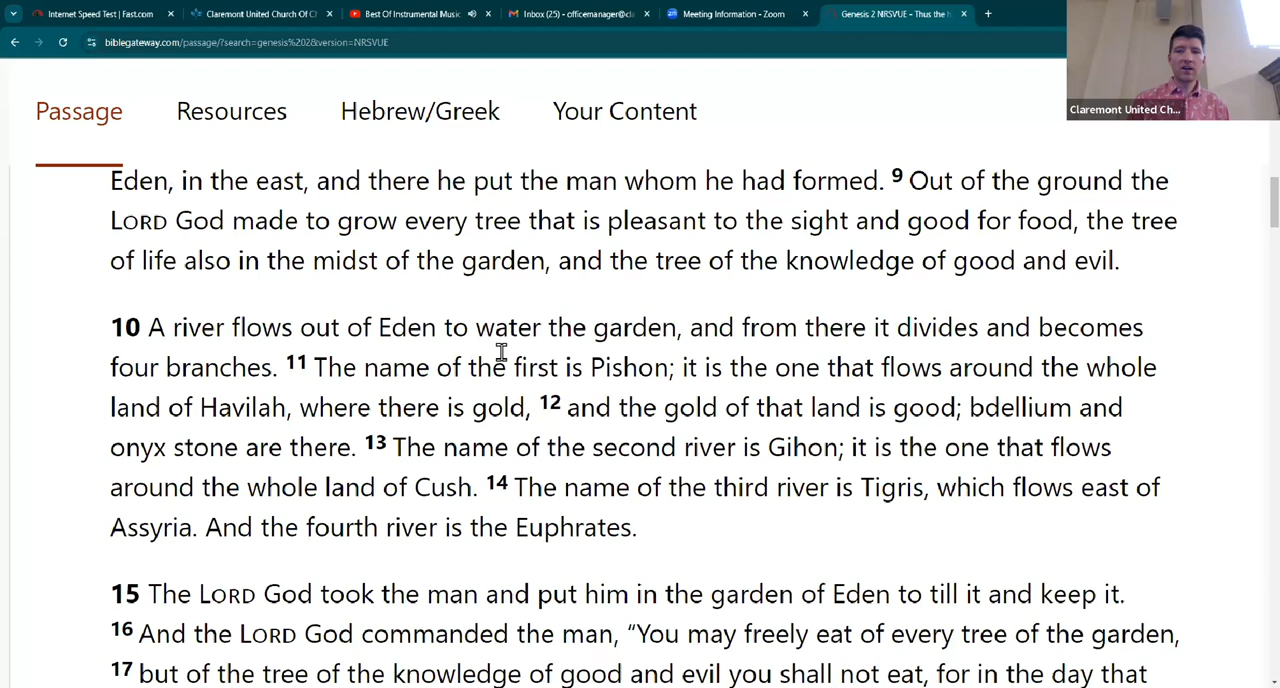 Internet Speed Test | Fast.com
Claremont United Church Of Ch
Best Of Instrumental Music
Inbox (25) - officemanager@cl
Meeting Information - Zoom
Genesis 2 NRSVUE - Thus the h
biblegateway.com/passage/?search=genesis%202&version=NRSVUE
Claremont United Ch...
Passage Resources Hebrew/Greek Your Content
Eden, in the east, and there he put the man whom he had formed. 9 Out of the ground the
LORD God made to grow every tree that is pleasant to the sight and good for food, the tree
of life also in the midst of the garden, and the tree of the knowledge of good and evil.
10 A river flows out of Eden to water the garden, and from there it divides and becomes
four branches. 11 The name of the first is Pishon; it is the one that flows around the whole
land of Havilah, where there is gold, 12 and the gold of that land is good; bdellium and
onyx stone are there. 13 The name of the second river is Gihon; it is the one that flows
around the whole land of Cush. 14 The name of the third river is Tigris, which flows east of
Assyria. And the fourth river is the Euphrates.
15 The LORD God took the man and put him in the garden of Eden to till it and keep it.
16 And the LORD God commanded the man, “You may freely eat of every tree of the garden,
17 but of the tree of the knowledge of good and evil you shall not eat, for in the day that